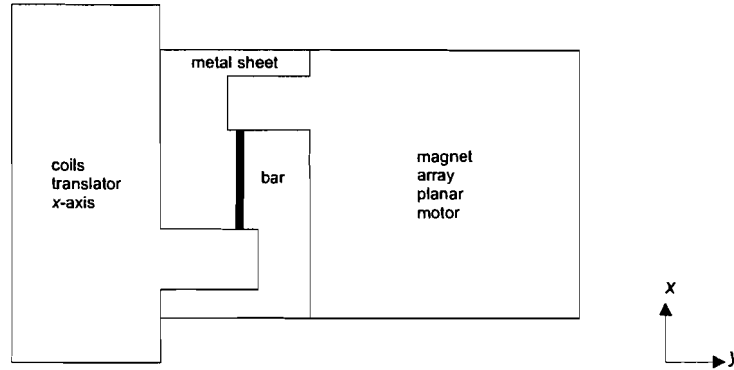 metal sheet
coils
translator
x-axis
bar
magnet
array
planar
motor
x
y